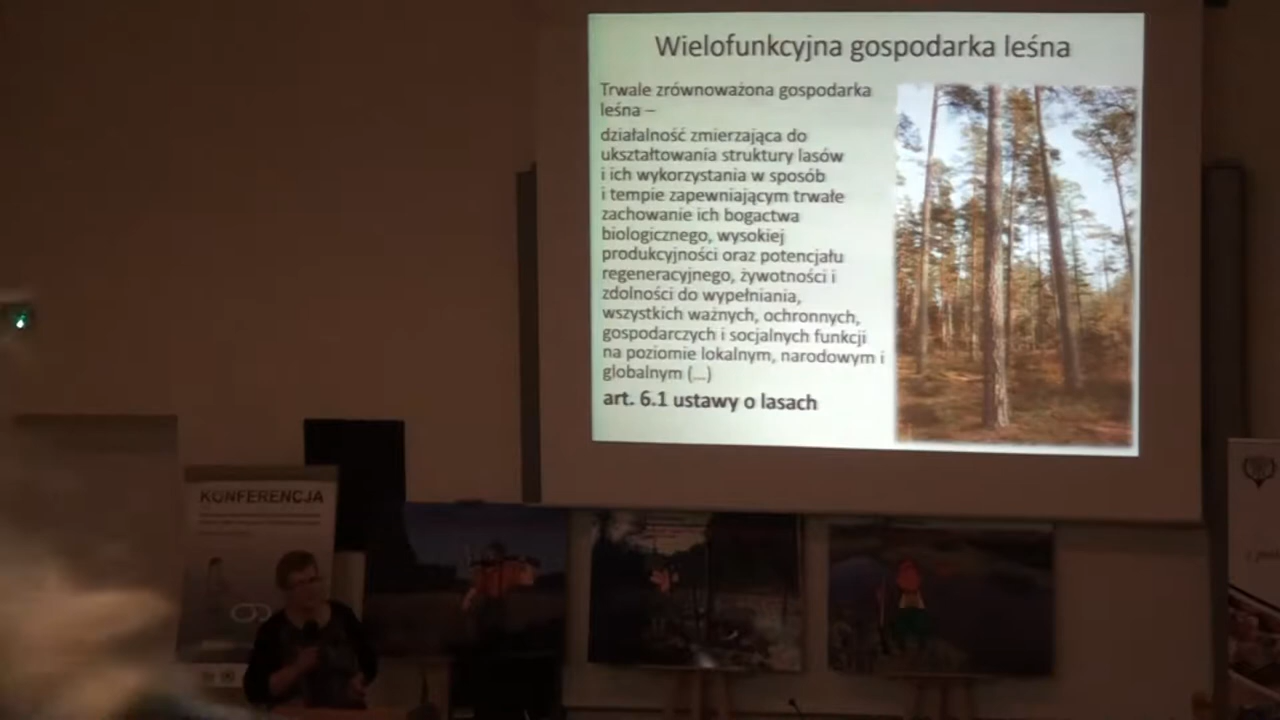 Wielofunkcyjna gospodarka leśna
Trwale zrównoważona gospodarka
leśna –
działalność zmierzająca do
ukształtowania struktury lasów
i ich wykorzystania w sposób
i tempie zapewniającym trwałe
zachowanie ich bogactwa
biologicznego, wysokiej
produkcyjności oraz potencjału
regeneracyjnego, żywotności i
zdolności do wypełniania,
wszystkich ważnych, ochronnych,
gospodarczych i socjalnych funkcji
na poziomie lokalnym, narodowym i
globalnym (...)
art. 6.1 ustawy o lasach
KONFERENCJA